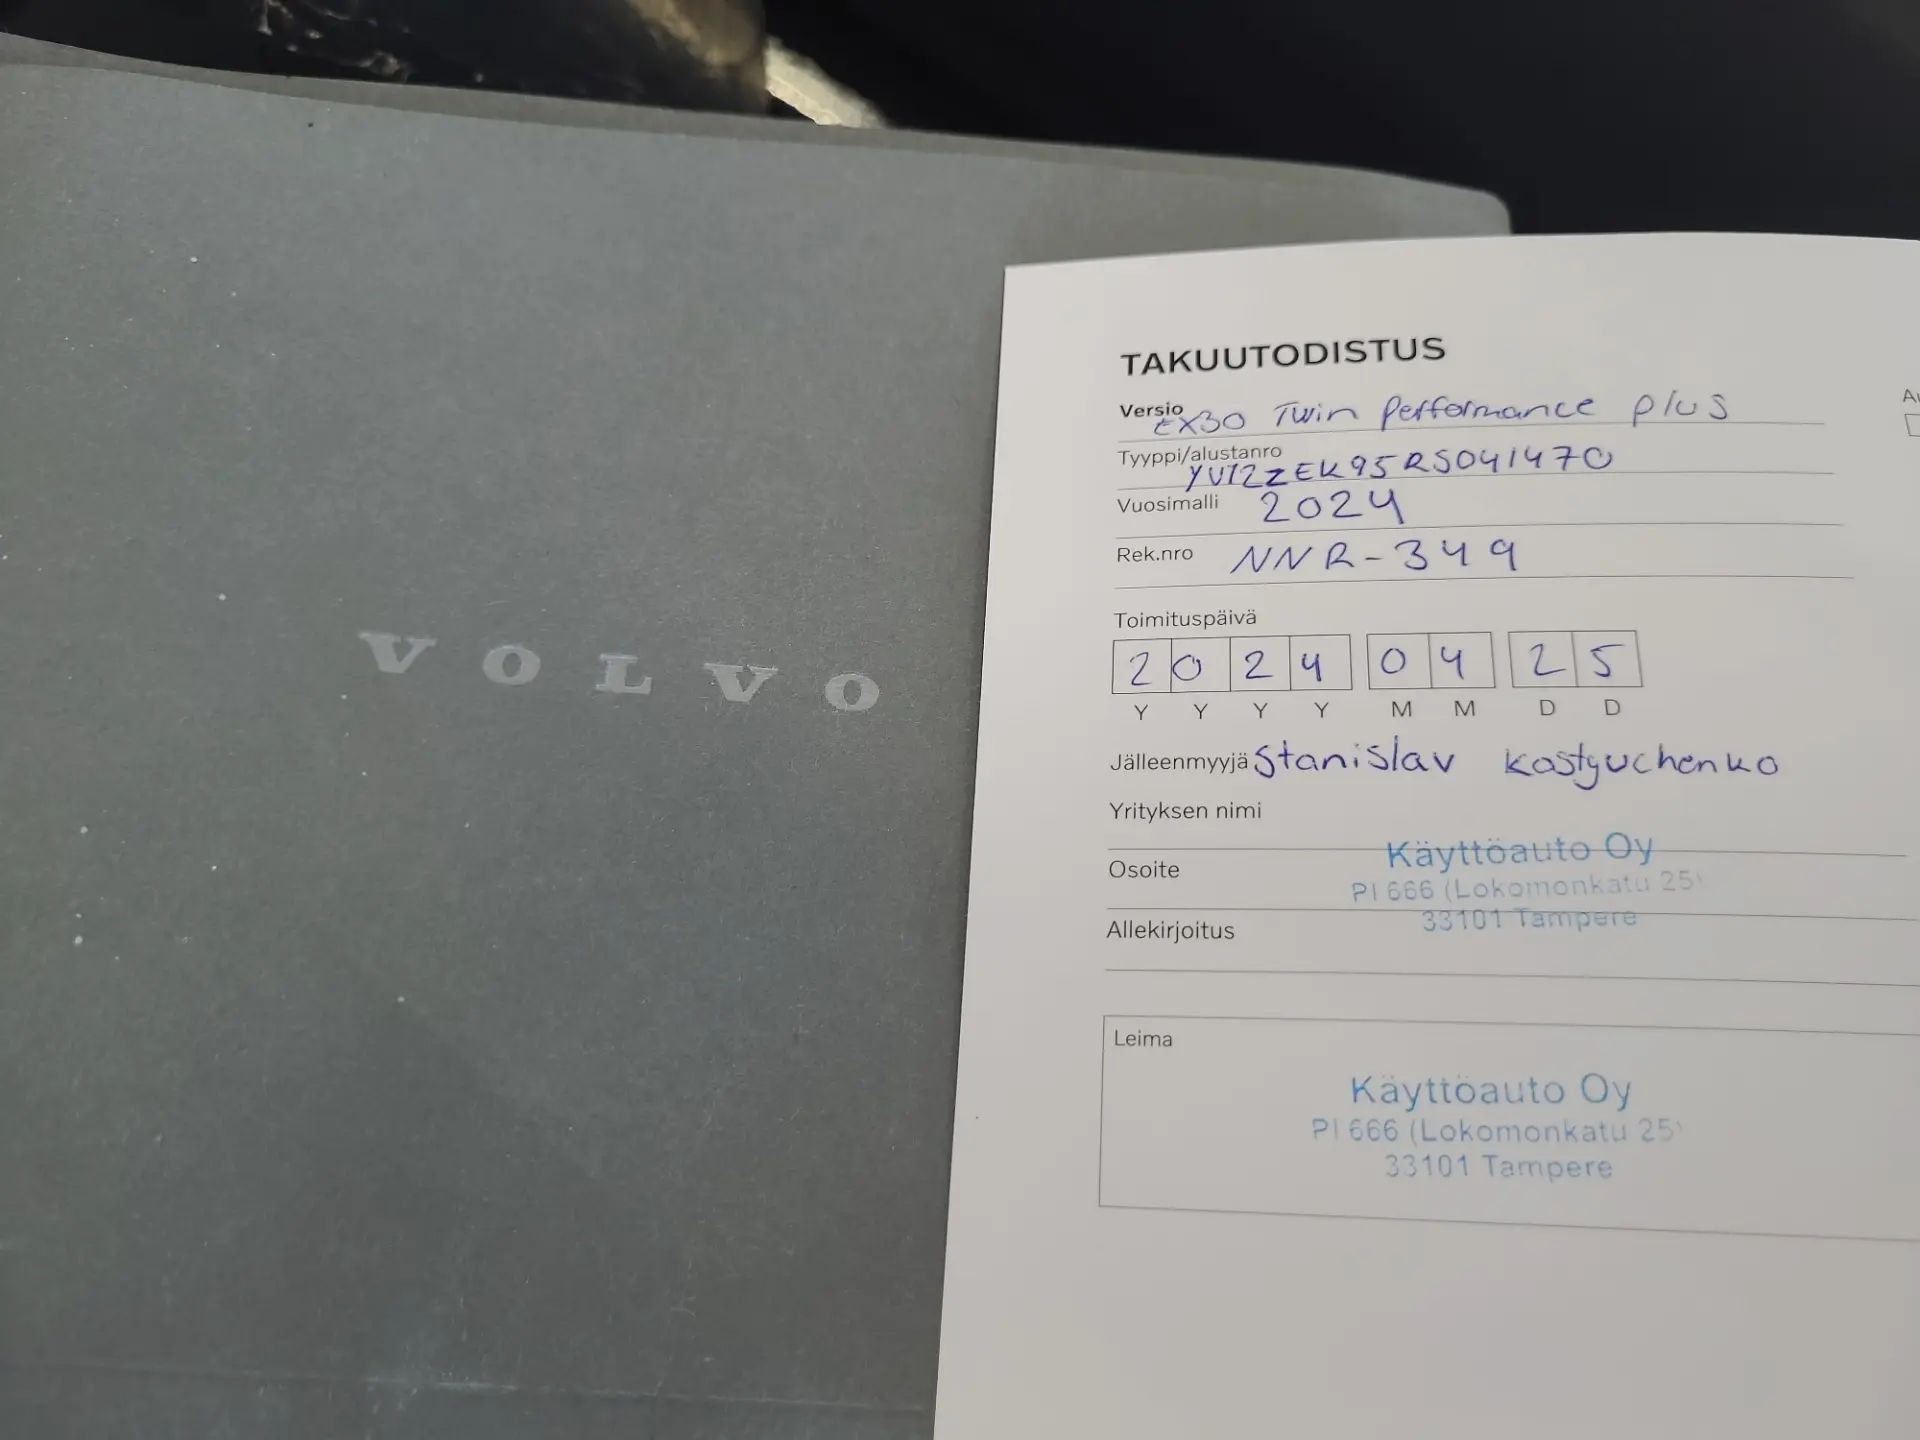 VOLVO
TAKUUTODISTUS
Versio EX30 Twin Performance Plus
Tyyppi/alustanro YV1ZZEK95RS041470
Vuosimalli 2024
Rek.nro NNR-349
Toimituspäivä
2 0 2 4 0 4 2 5
Y Y Y Y M M D D
Jälleenmyyjä Stanislav Kostyuchenko
Yrityksen nimi
Käyttöauto Oy
Osoite
PI 666 (Lokomonkatu 25
33101 Tampere
Allekirjoitus
Leima
Käyttöauto Oy
PI 666 (Lokomonkatu 25
33101 Tampere